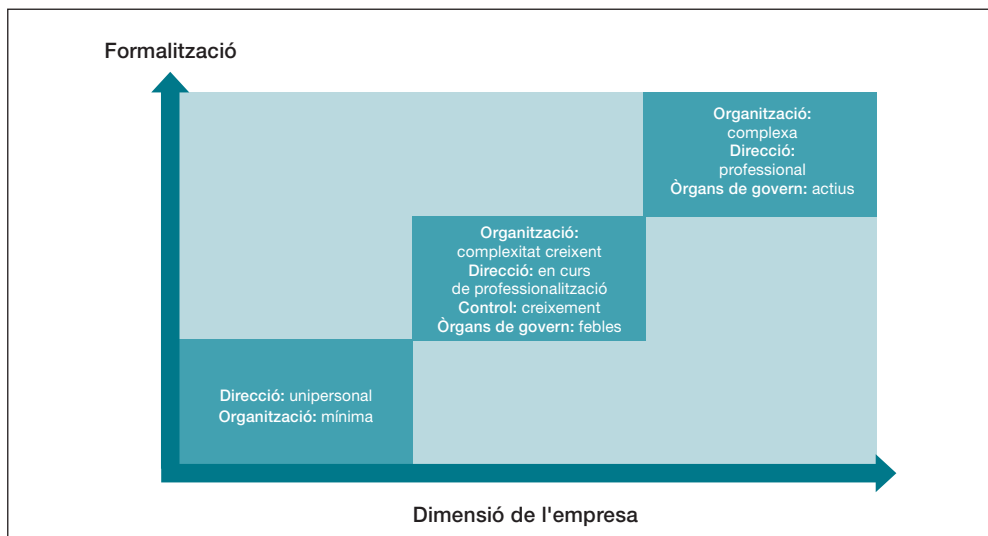 Formalització
Organització:
complexa
Direcció:
professional
Òrgans de govern: actius
Organització:
complexitat creixent
Direcció: en curs
de professionalització
Control: creixement
Òrgans de govern: febles
Direcció: unipersonal
Organització: mínima
Dimensió de l'empresa